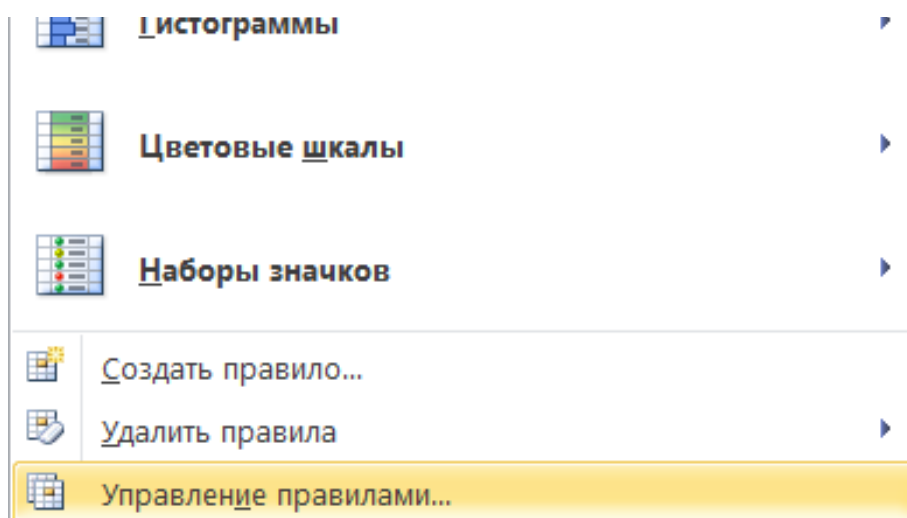 Гистограммы
Цветовые шкалы
Наборы значков
Создать правило...
Удалить правила
Управление правилами...